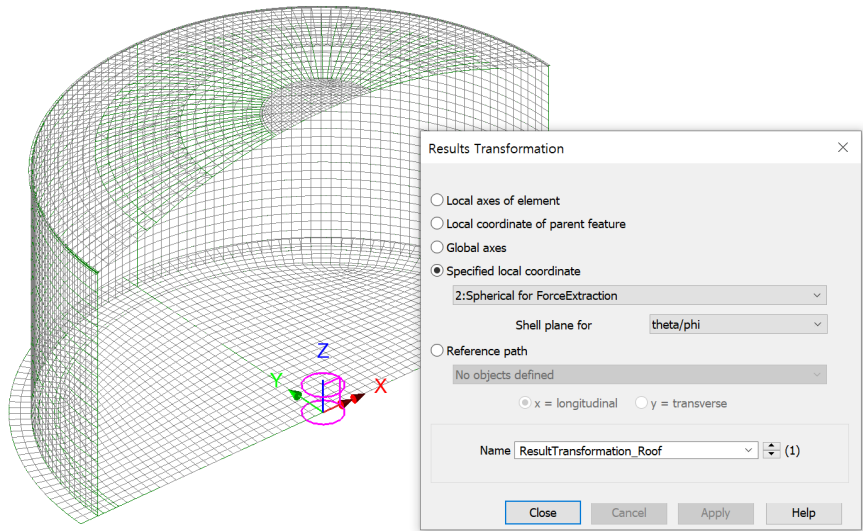 Z
Y
X
Results Transformation
Local axes of element
Local coordinate of parent feature
Global axes
Specified local coordinate
2:Spherical for ForceExtraction
Shell plane for theta/phi
Reference path
No objects defined
x = longitudinal y = transverse
Name ResultTransformation_Roof (1)
Close Cancel Apply Help